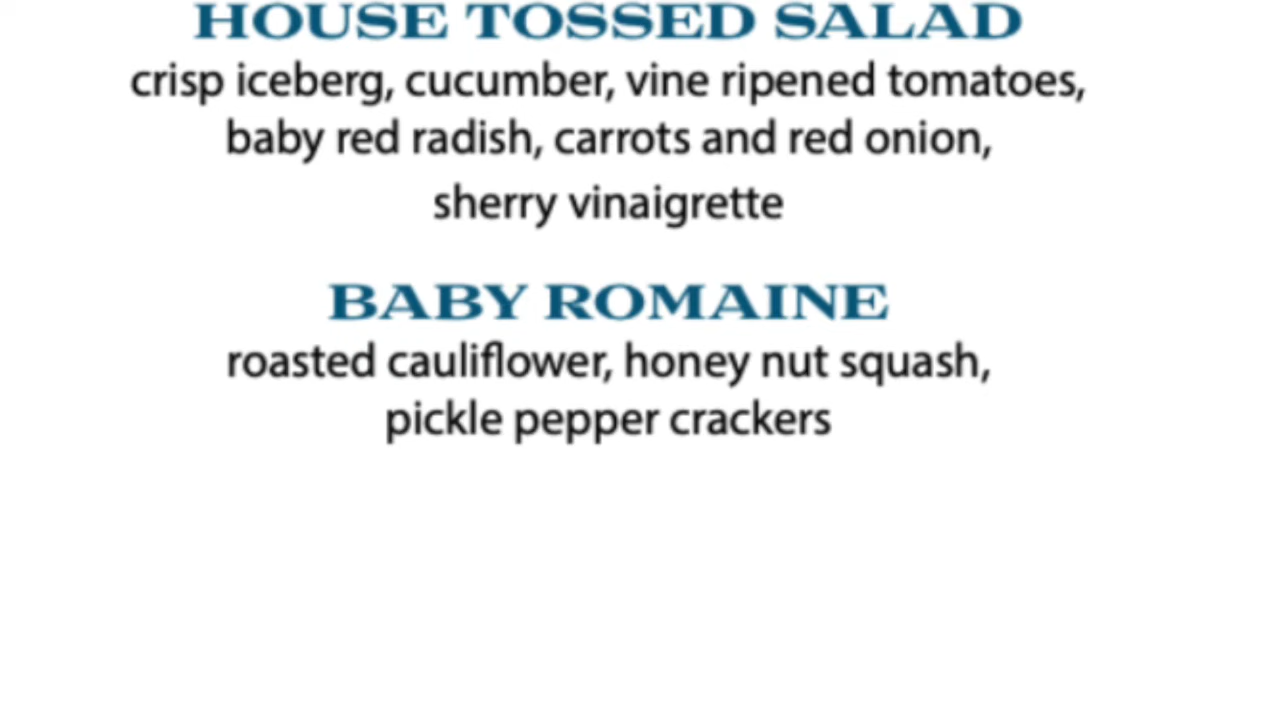 HOUSE TOSSED SALAD
crisp iceberg, cucumber, vine ripened tomatoes,
baby red radish, carrots and red onion,
sherry vinaigrette
BABY ROMAINE
roasted cauliflower, honey nut squash,
pickle pepper crackers